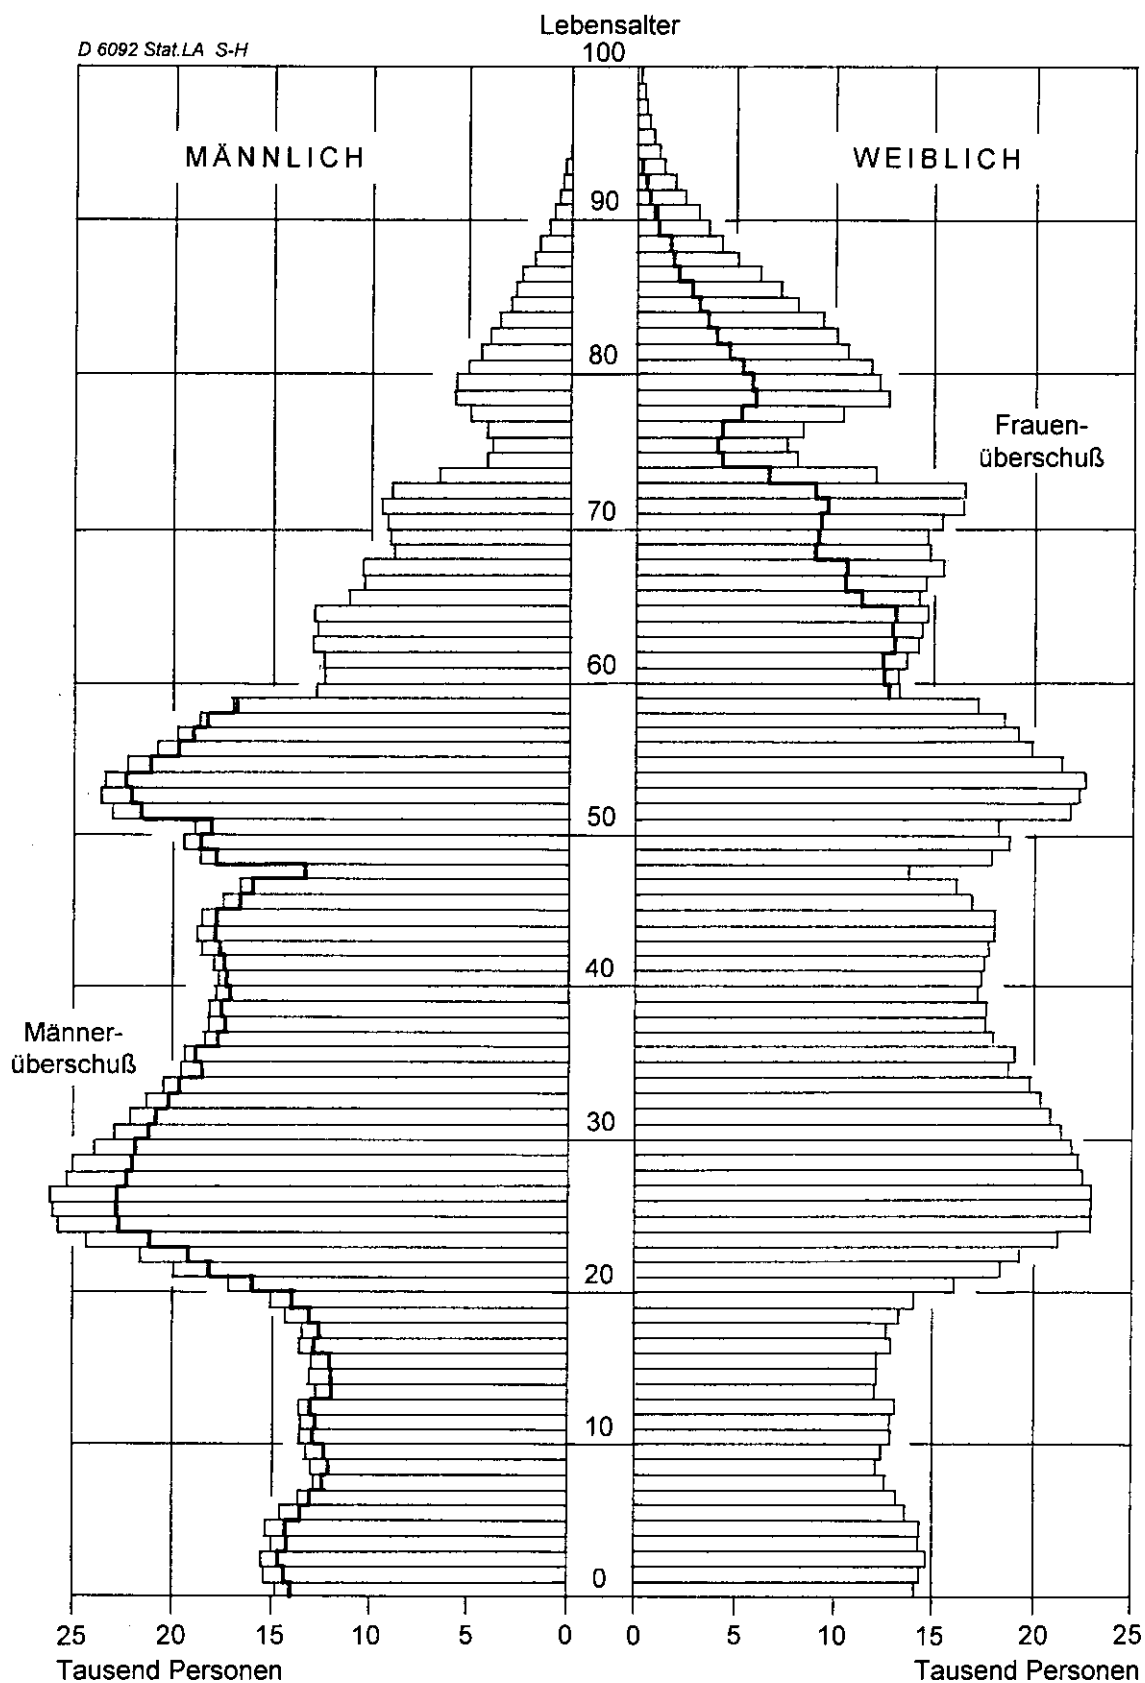 Lebensalter
D 6092 Stat.LA S-H
100
MÄNNLICH
WEIBLICH
90
80
Frauen-
überschuß
70
60
50
40
Männer-
überschuß
30
20
10
0
25 20 15 10 5 0 0 5 10 15 20 25
Tausend Personen Tausend Personen